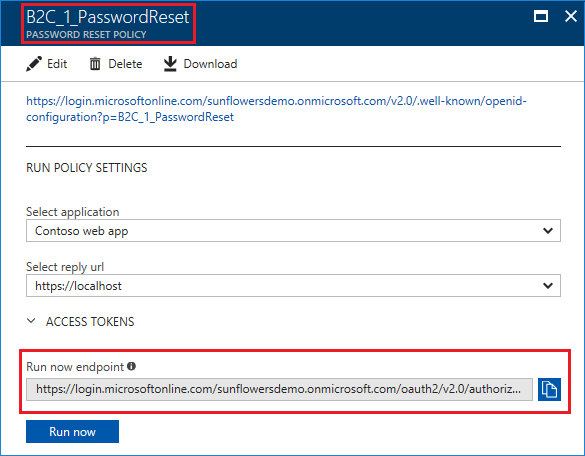 B2C_1_PasswordReset
PASSWORD RESET POLICY
Edit Delete Download
https://login.microsoftonline.com/sunflowersdemo.onmicrosoft.com/v2.0/.well-known/openid-
configuration?p=B2C_1_PasswordReset
RUN POLICY SETTINGS
Select application
Contoso web app
Select reply url
https://localhost
ACCESS TOKENS
Run now endpoint
https://login.microsoftonline.com/sunflowersdemo.onmicrosoft.com/oauth2/v2.0/authoriz...
Run now